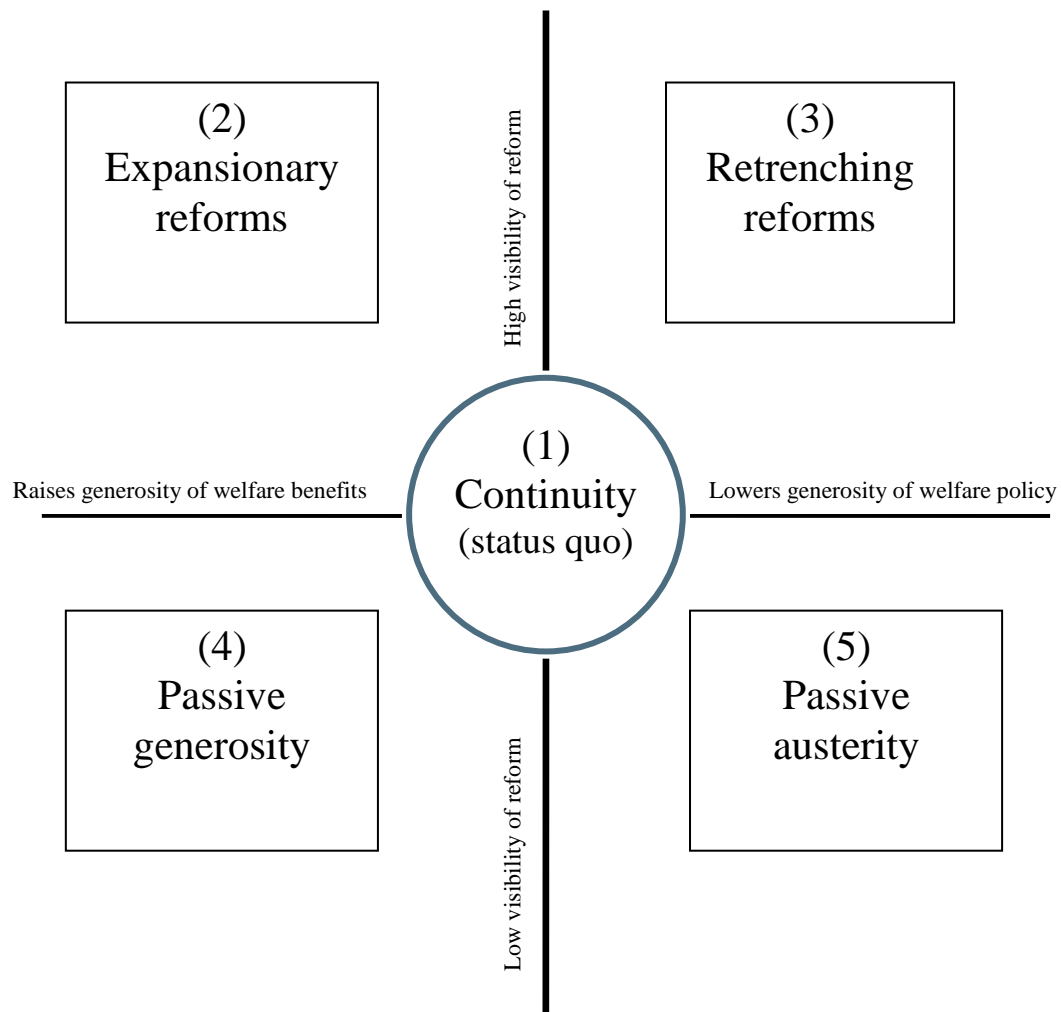 (2)
Expansionary
reforms
High visibility of reform
(3)
Retrenching
reforms
Raises generosity of welfare benefits
(1)
Continuity
(status quo)
Lowers generosity of welfare policy
(4)
Passive
generosity
Low visibility of reform
(5)
Passive
austerity